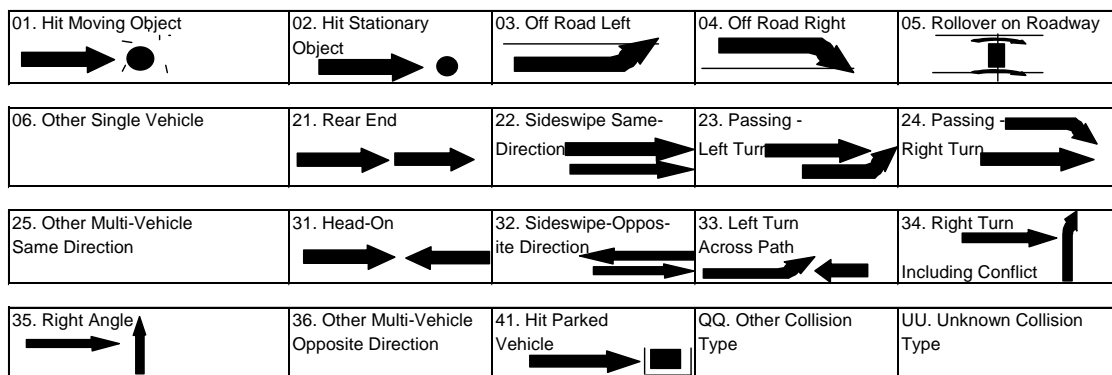 01. Hit Moving Object
02. Hit Stationary
Object
03. Off Road Left
04. Off Road Right
05. Rollover on Roadway
06. Other Single Vehicle
21. Rear End
22. Sideswipe Same-
Direction
23. Passing -
Left Turn
24. Passing -
Right Turn
25. Other Multi-Vehicle
Same Direction
31. Head-On
32. Sideswipe-Oppos-
ite Direction
33. Left Turn
Across Path
34. Right Turn
Including Conflict
35. Right Angle
36. Other Multi-Vehicle
Opposite Direction
41. Hit Parked
Vehicle
QQ. Other Collision
Type
UU. Unknown Collision
Type